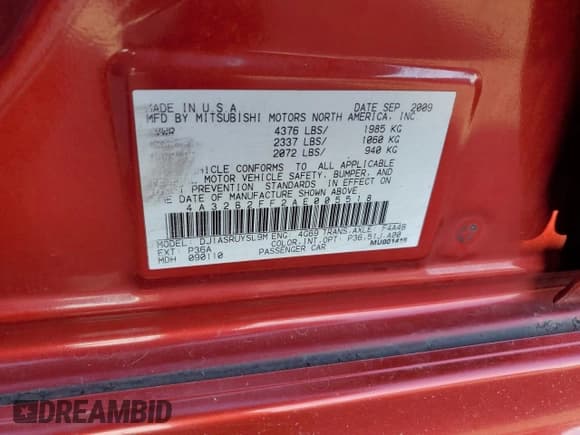 MADE IN U.S.A. DATE SEP 2009
MFD BY MITSUBISHI MOTORS NORTH AMERICA, INC
4376 LBS/ 1985 KG
2337 LBS/ 1060 KG
2072 LBS/ 940 KG
VEHICLE CONFORMS TO ALL APPLICABLE
MOTOR VEHICLE SAFETY, BUMPER, AND
PREVENTION STANDARDS IN EFFECT ON
DATE OF MANUFACTURE SHOWN ABOVE
4A32B2FF2AE005518
MODEL DJ1ASRUYSL9M ENG 4G69 TRANS.AXLE F4A4B
EXT P36A COLOR.INT.OPT: P36.51J.A00
MDH 090110 PASSENGER CAR MU001415
DREAMBID